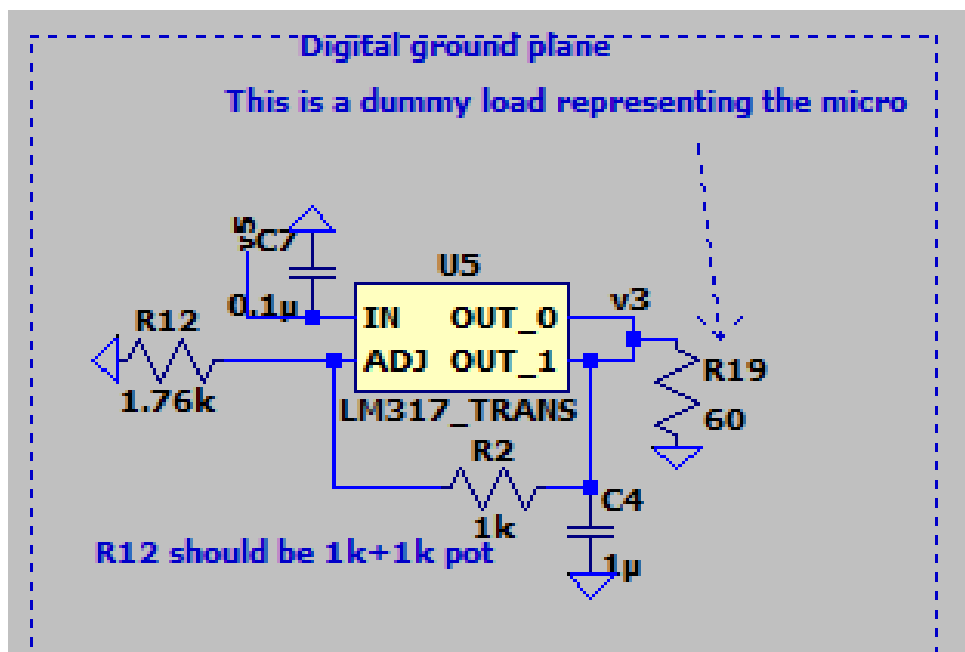 Digital ground plane
This is a dummy load representing the micro
v5
C7
0.1µ
U5
v3
R12
1.76k
IN OUT_0
ADJ OUT_1
LM317_TRANS
R19
60
R2
1k
C4
1µ
R12 should be 1k+1k pot